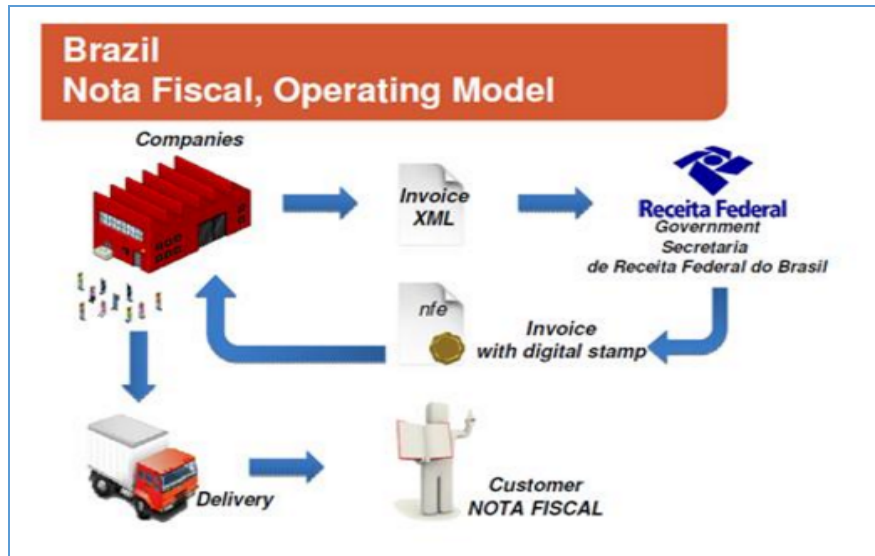 Brazil
Nota Fiscal, Operating Model
Companies
Invoice
XML
Receita Federal
Government
Secretaria
de Receita Federal do Brasil
nfe
Invoice
with digital stamp
Delivery
Customer
NOTA FISCAL